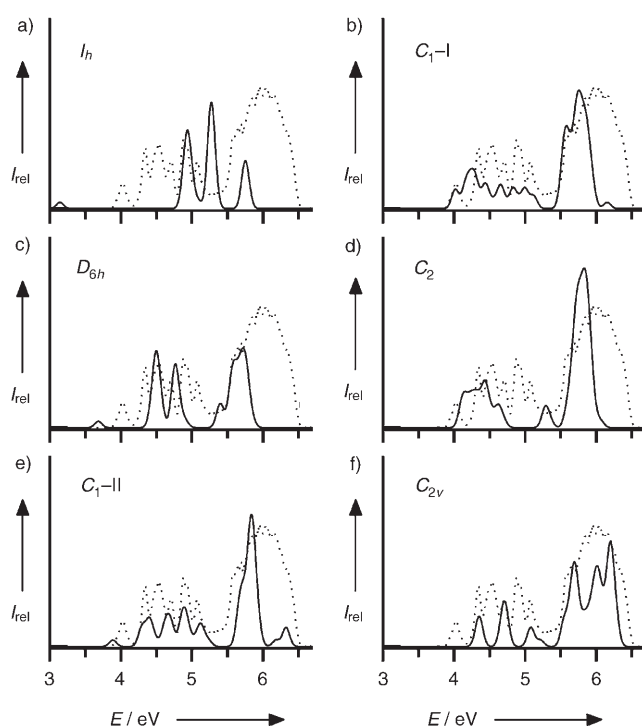 a)
I_h
I_rel
b)
C_1–I
I_rel
c)
D_6h
I_rel
d)
C_2
I_rel
e)
C_1–II
I_rel
3 4 5 6
E / eV
f)
C_2v
I_rel
3 4 5 6
E / eV